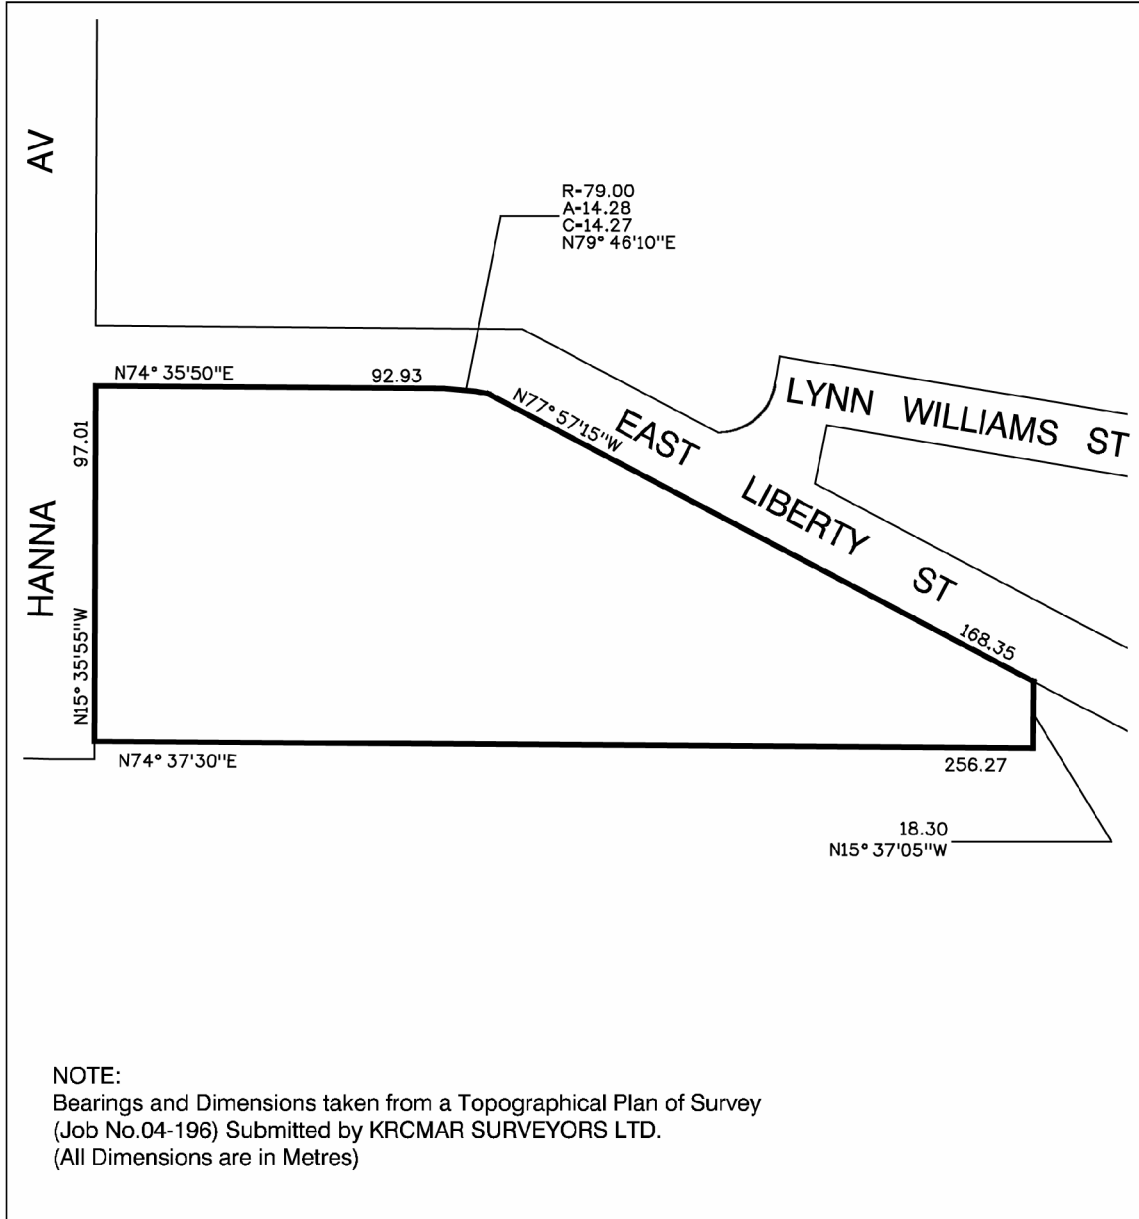 AV
R-79.00
A-14.28
C-14.27
N79° 46'10"E
N74° 35'50"E
92.93
N77° 57'15"W
LYNN WILLIAMS ST
EAST LIBERTY ST
97.01
HANNA
168.35
N15° 35'55"W
N74° 37'30"E
256.27
18.30
N15° 37'05"W
NOTE:
Bearings and Dimensions taken from a Topographical Plan of Survey
(Job No.04-196) Submitted by KRCMAR SURVEYORS LTD.
(All Dimensions are in Metres)